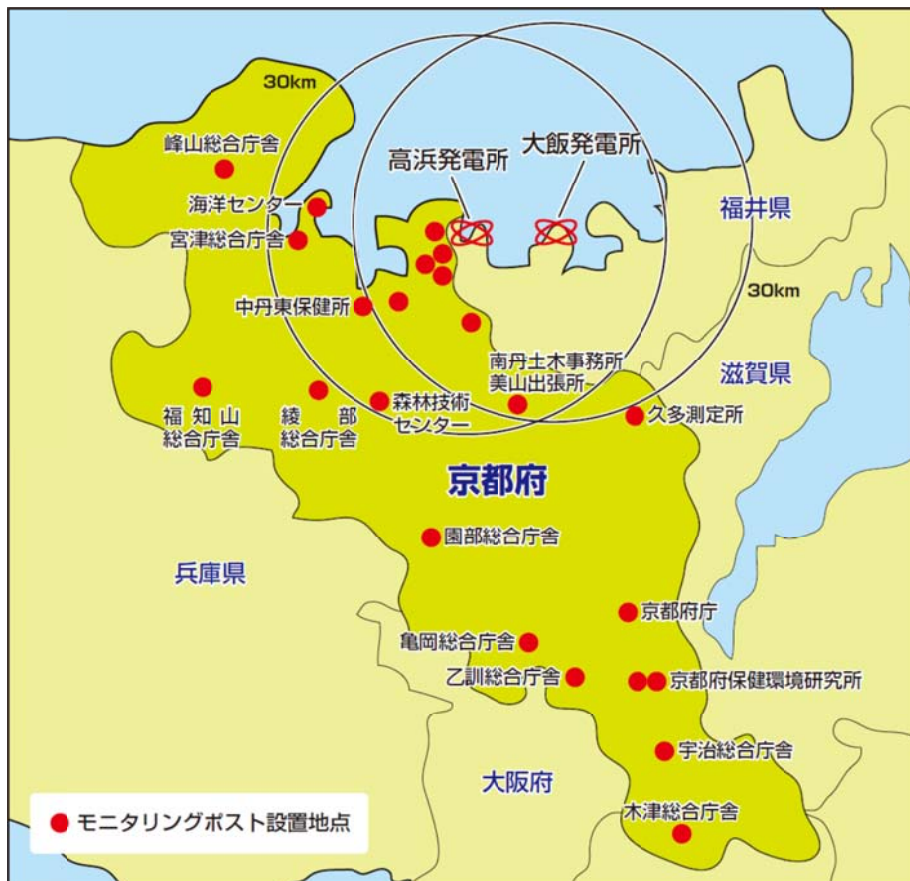 30km
峰山総合庁舎
大飯発電所
高浜発電所
海洋センター
福井県
宮津総合庁舎
30km
中丹東保健所
南丹土木事務所
美山出張所
滋賀県
森林技術
センター
久多測定所
福知山
総合庁舎
綾部
総合庁舎
京都府
園部総合庁舎
兵庫県
京都府庁
亀岡総合庁舎
乙訓総合庁舎
京都府保健環境研究所
宇治総合庁舎
大阪府
木津総合庁舎
モニタリングポスト設置地点